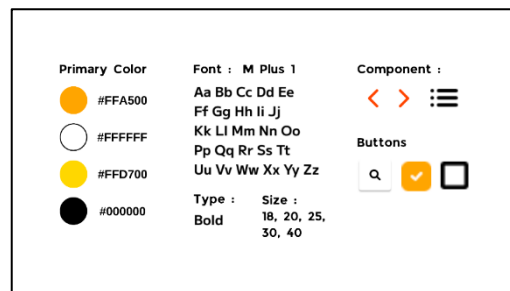 Primary Color
#FFA500
#FFFFFF
#FFD700
#000000
Font : M Plus 1
Aa Bb Cc Dd Ee
Ff Gg Hh Ii Jj
Kk Ll Mm Nn Oo
Pp Qq Rr Ss Tt
Uu Vv Ww Xx Yy Zz
Type :
Bold
Size :
18, 20, 25,
30, 40
Component :
Buttons